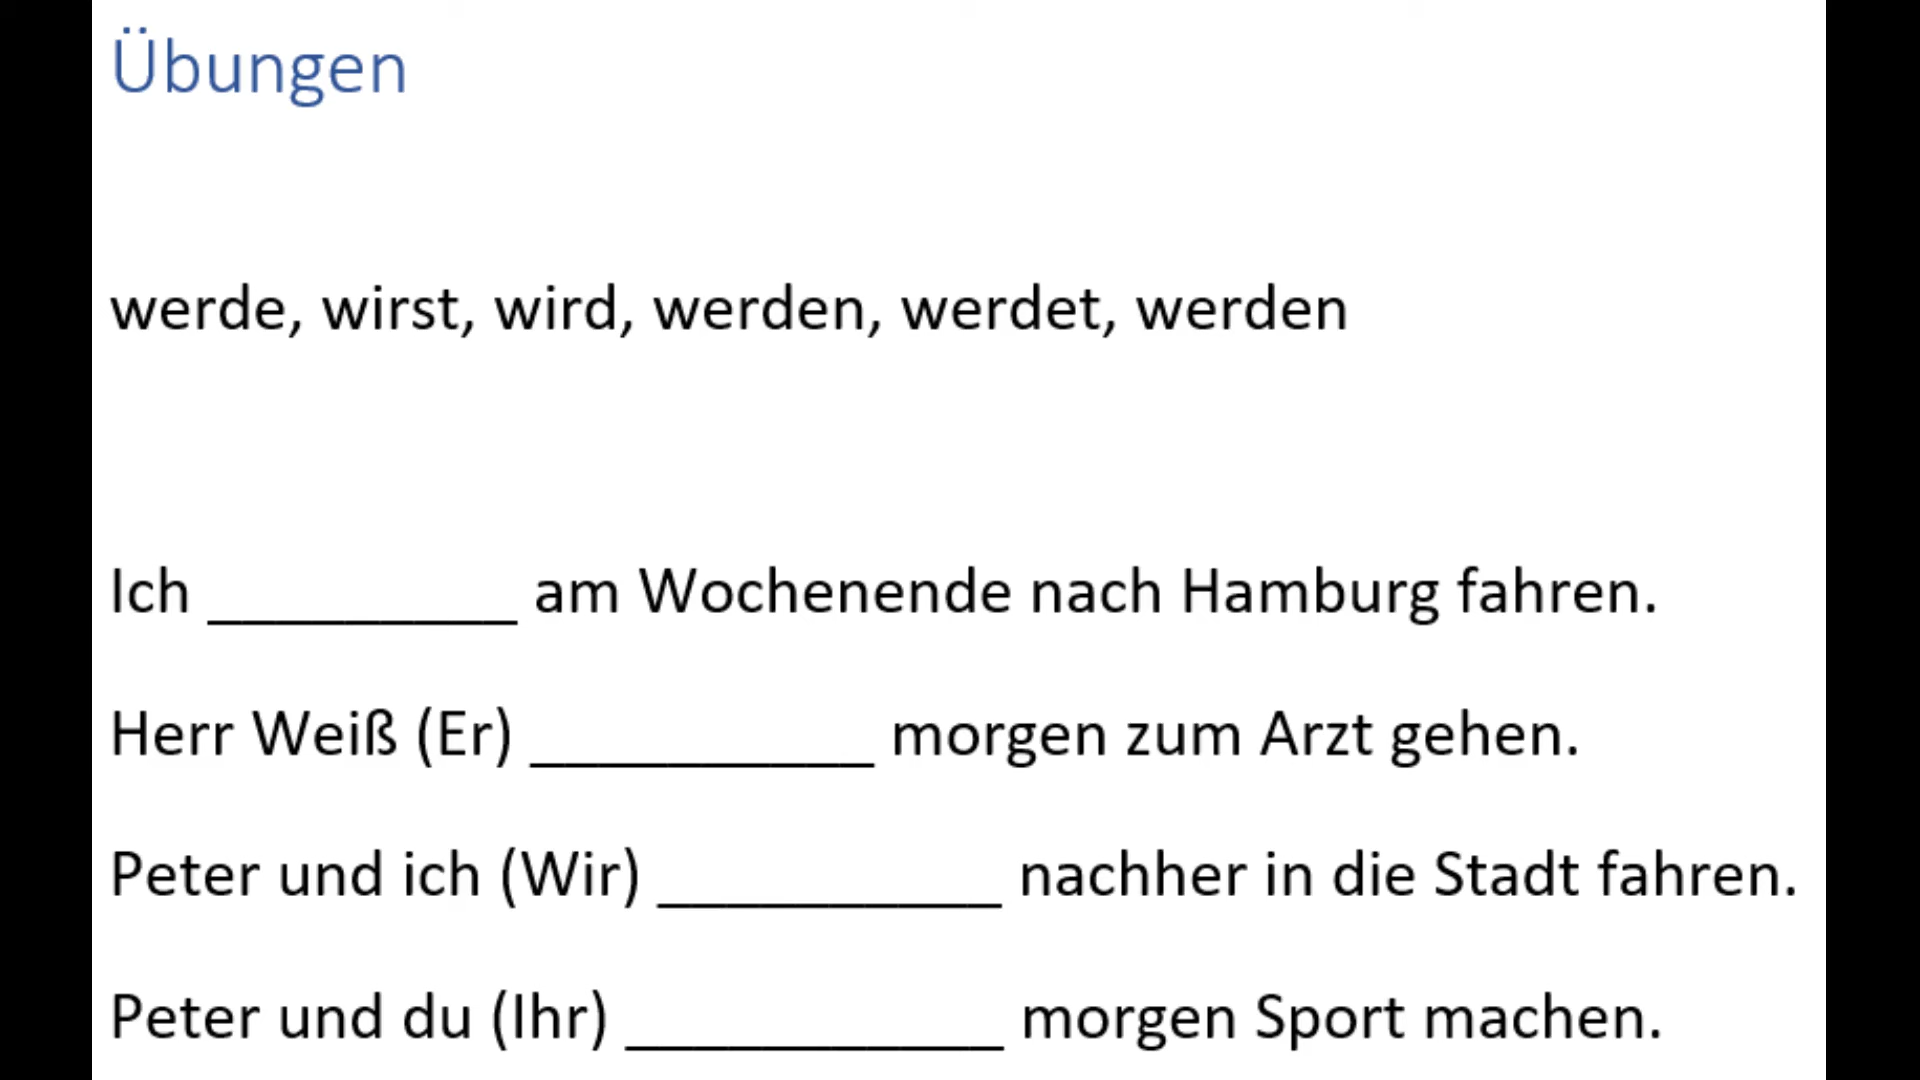 Übungen
werde, wirst, wird, werden, werdet, werden
Ich _________ am Wochenende nach Hamburg fahren.
Herr Weiß (Er) __________ morgen zum Arzt gehen.
Peter und ich (Wir) __________ nachher in die Stadt fahren.
Peter und du (Ihr) ___________ morgen Sport machen.